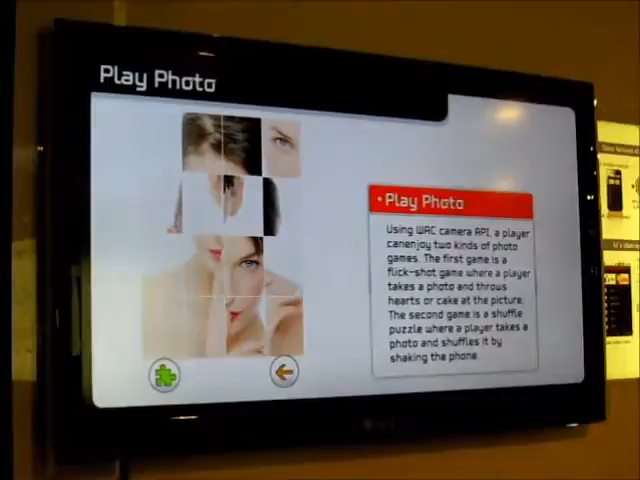 Play Photo
• Play Photo
Using WAC camera API, a player
canenjoy two kinds of photo
games. The first game is a
flick-shot game where a player
takes a photo and throws
hearts or cake at the picture.
The second game is a shuffle
puzzle where a player takes a
photo and shuffles it by
shaking the phone.